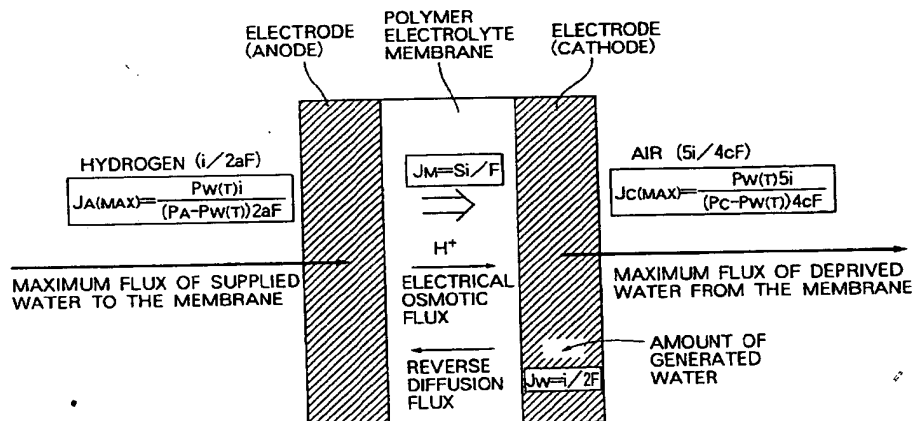 ELECTRODE
(ANODE)
POLYMER
ELECTROLYTE
MEMBRANE
ELECTRODE
(CATHODE)
HYDROGEN (i/2aF)
JA(MAX)=PW(T)i/(PA-PW(T))2aF
JM=Si/F
AIR (5i/4cF)
JC(MAX)=PW(T)5i/(PC-PW(T))4cF
H+
MAXIMUM FLUX OF SUPPLIED
WATER TO THE MEMBRANE
ELECTRICAL
OSMOTIC
FLUX
MAXIMUM FLUX OF DEPRIVED
WATER FROM THE MEMBRANE
REVERSE
DIFFUSION
FLUX
JW=i/2F
AMOUNT OF
GENERATED
WATER